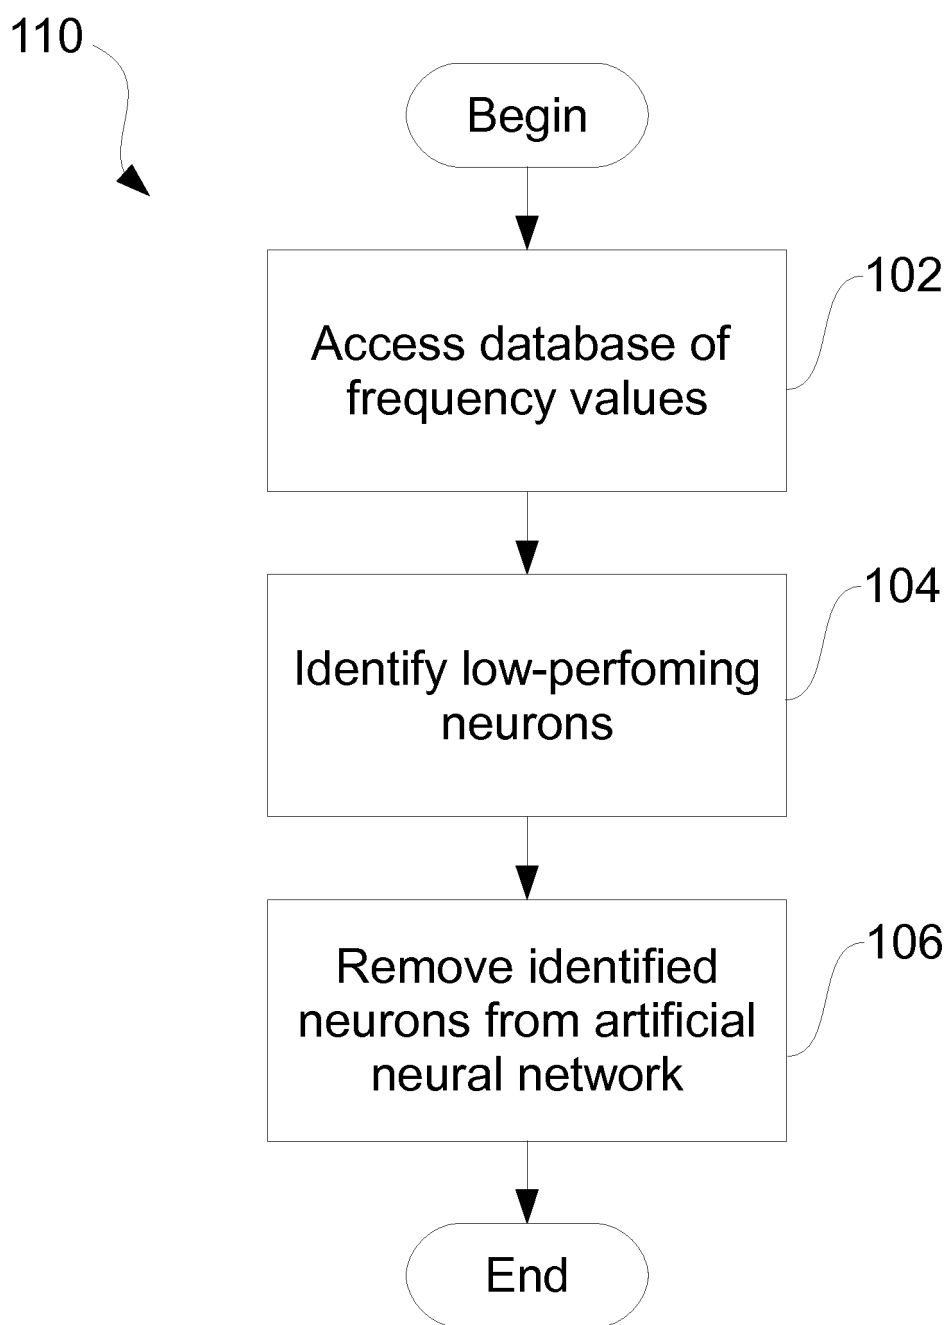 110
Begin
102
Access database of
frequency values
104
Identify low-perfoming
neurons
106
Remove identified
neurons from artificial
neural network
End